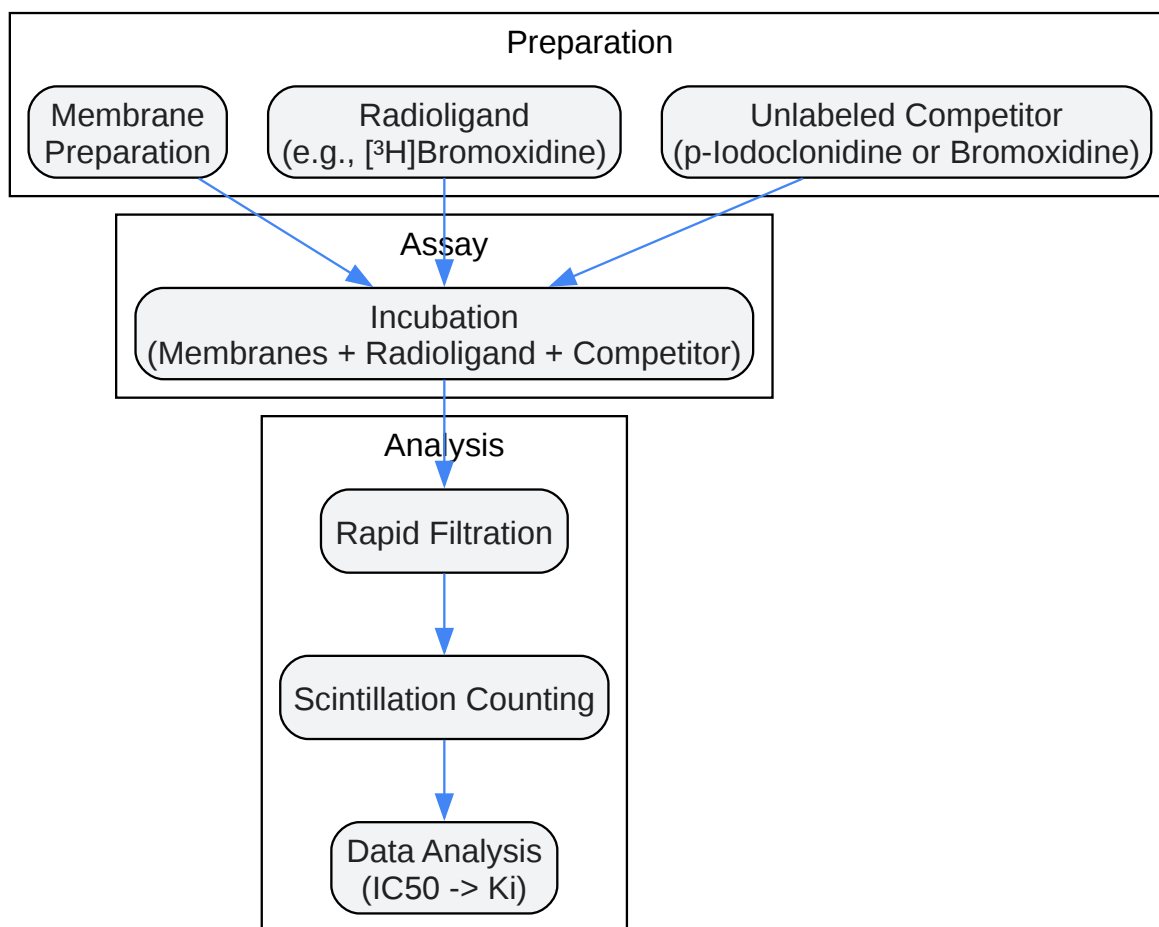 Preparation
Membrane
Preparation
Radioligand
(e.g., [³H]Bromoxidine)
Unlabeled Competitor
(p-Iodoclonidine or Bromoxidine)
Assay
Incubation
(Membranes + Radioligand + Competitor)
Analysis
Rapid Filtration
Scintillation Counting
Data Analysis
(IC50 -> Ki)